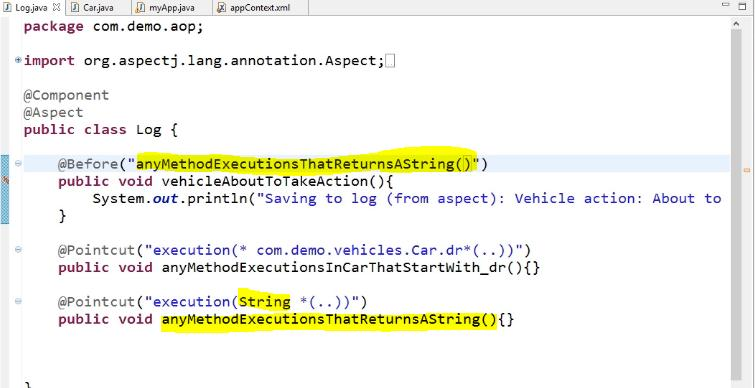 Log.java Car.java myApp.java appContext.xml
package com.demo.aop;
import org.aspectj.lang.annotation.Aspect;
@Component
@Aspect
public class Log {
@Before("anyMethodExecutionsThatReturnsAString()")
public void vehicleAboutToTakeAction(){
System.out.println("Saving to log (from aspect): Vehicle action: About to
}
@Pointcut("execution(* com.demo.vehicles.Car.dr*(..))")
public void anyMethodExecutionsInCarThatStartWith_dr(){}
@Pointcut("execution(String *(..))")
public void anyMethodExecutionsThatReturnsAString(){}
}